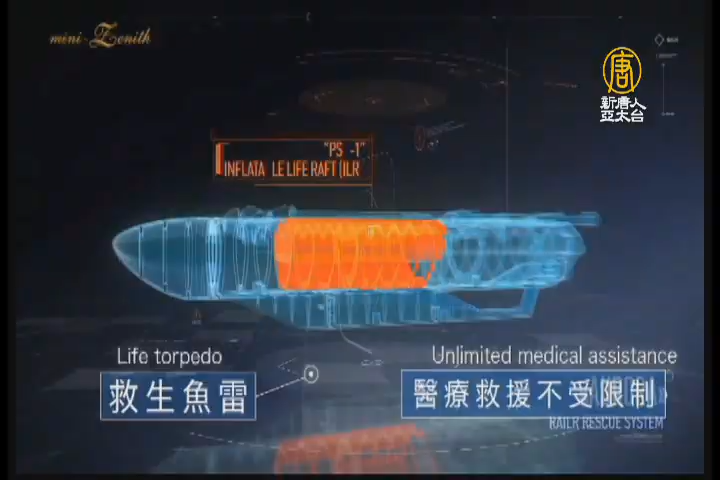 mini-Zenith
唐
新唐人
亞太台
"PS -1"
INFLATA LE LIFE RAFT (ILR
Life torpedo
救生魚雷
Unlimited medical assistance
醫療救援不受限制
RAILR RESCUE SYSTEM